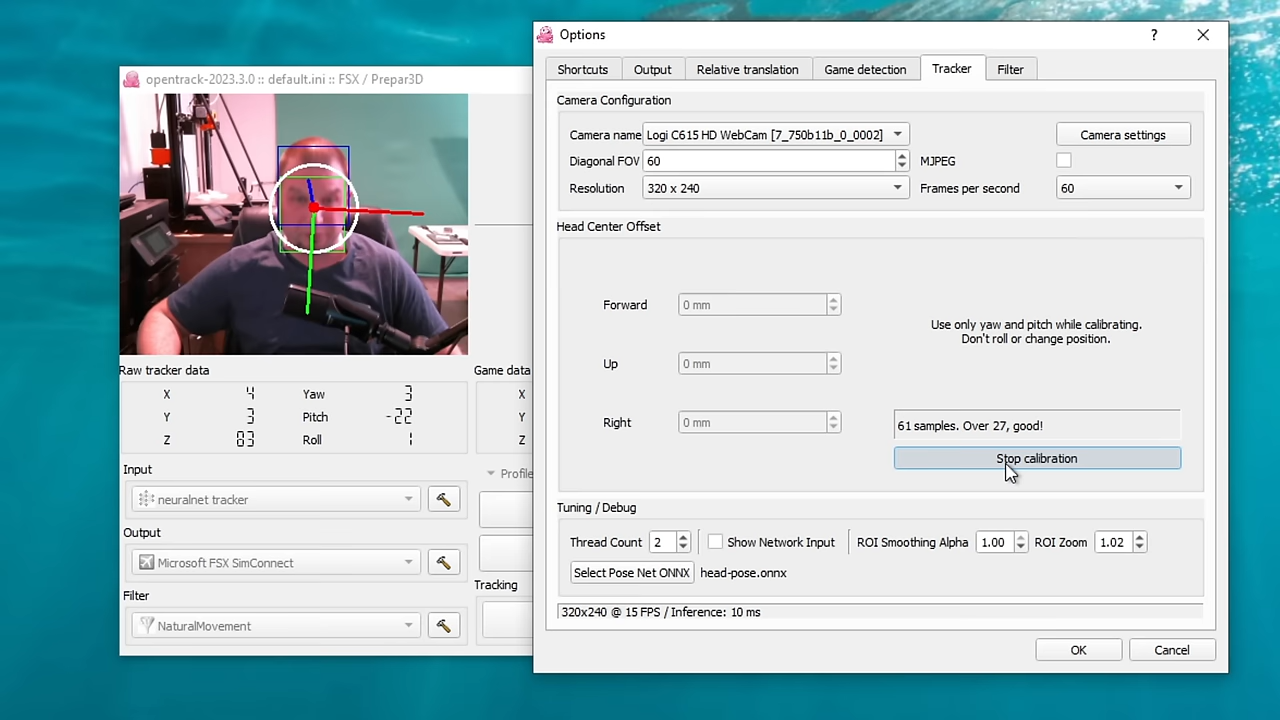 opentrack-2023.3.0 :: default.ini :: FSX / Prepar3D
Raw tracker data
X 4 Yaw 3
Y 3 Pitch -22
Z 83 Roll 1
Input
neuralnet tracker
Output
Microsoft FSX SimConnect
Filter
NaturalMovement
Game data
X
Y
Z
Profile
Tracking
Options
? 
Shortcuts Output Relative translation Game detection Tracker Filter
Camera Configuration
Camera name Logi C615 HD WebCam [7_750b11b_0_0002] Camera settings
Diagonal FOV 60 MJPEG
Resolution 320 x 240 Frames per second 60
Head Center Offset
Forward 0 mm
Up 0 mm
Right 0 mm
Use only yaw and pitch while calibrating.
Don't roll or change position.
61 samples. Over 27, good!
Stop calibration
Tuning / Debug
Thread Count 2 Show Network Input ROI Smoothing Alpha 1.00 ROI Zoom 1.02
Select Pose Net ONNX head-pose.onnx
320x240 @ 15 FPS / Inference: 10 ms
OK Cancel